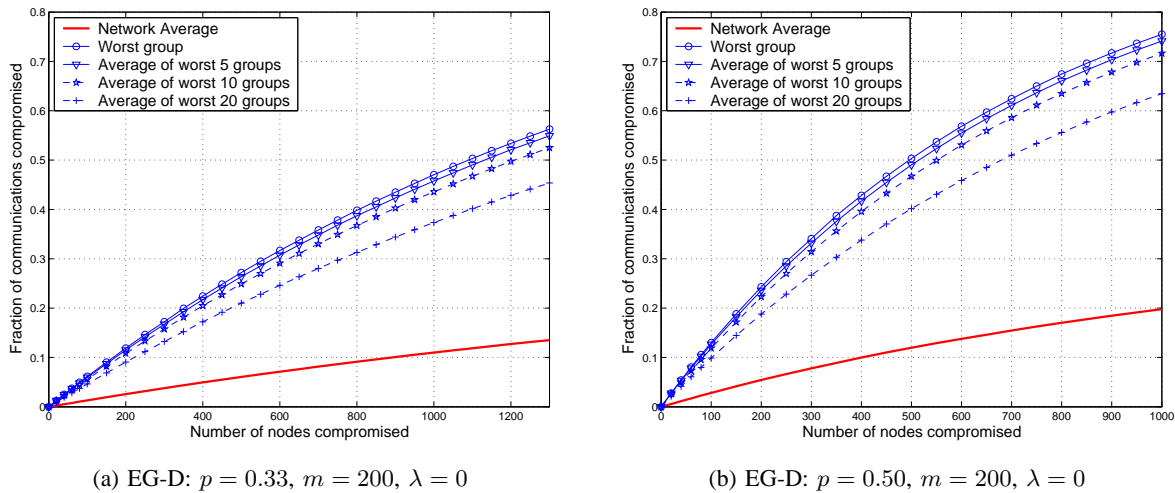 0.8
0.7
0.6
0.5
0.4
0.3
0.2
0.1
0
Fraction of communications compromised
Network Average
Worst group
Average of worst 5 groups
Average of worst 10 groups
Average of worst 20 groups
0 200 400 600 800 1000 1200
Number of nodes compromised
(a) EG-D: p = 0.33, m = 200, λ = 0
0.8
0.7
0.6
0.5
0.4
0.3
0.2
0.1
0
Fraction of communications compromised
Network Average
Worst group
Average of worst 5 groups
Average of worst 10 groups
Average of worst 20 groups
0 100 200 300 400 500 600 700 800 900 1000
Number of nodes compromised
(b) EG-D: p = 0.50, m = 200, λ = 0